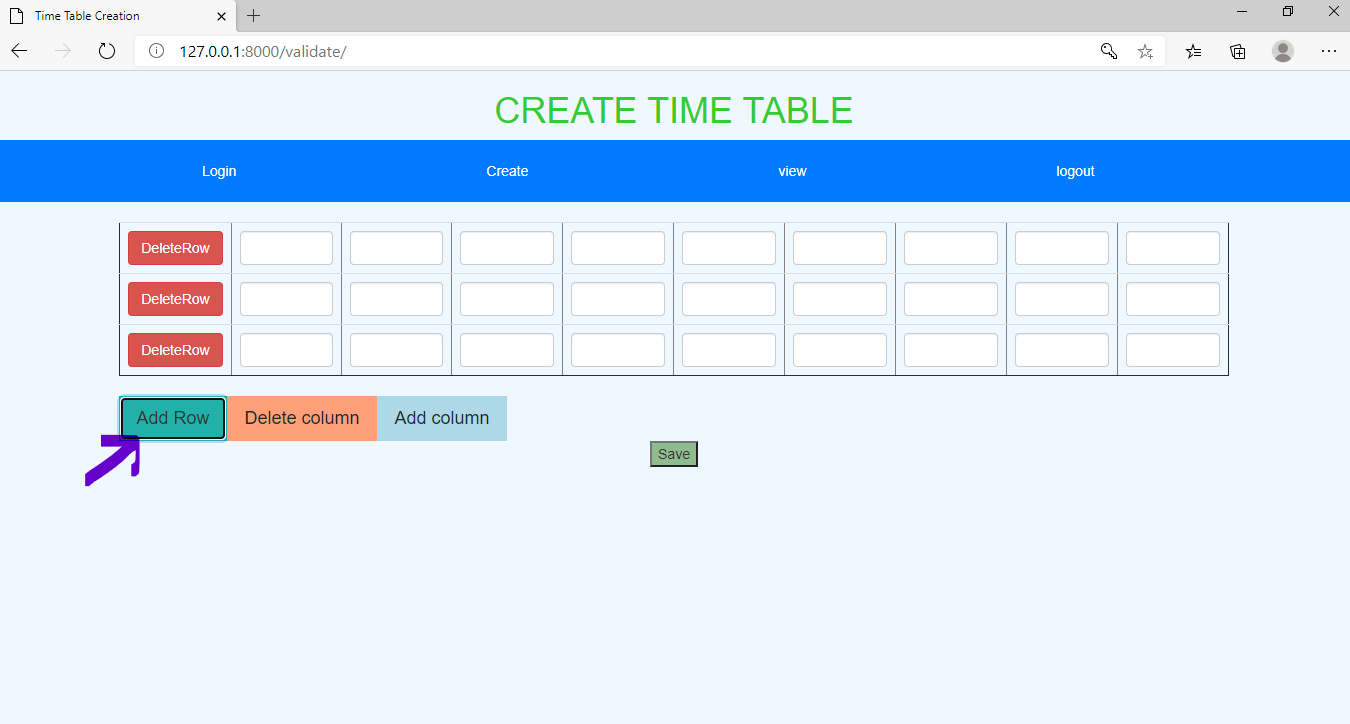 Time Table Creation
127.0.0.1:8000/validate/
CREATE TIME TABLE
Login Create view logout
DeleteRow
DeleteRow
DeleteRow
Add Row Delete column Add column
Save